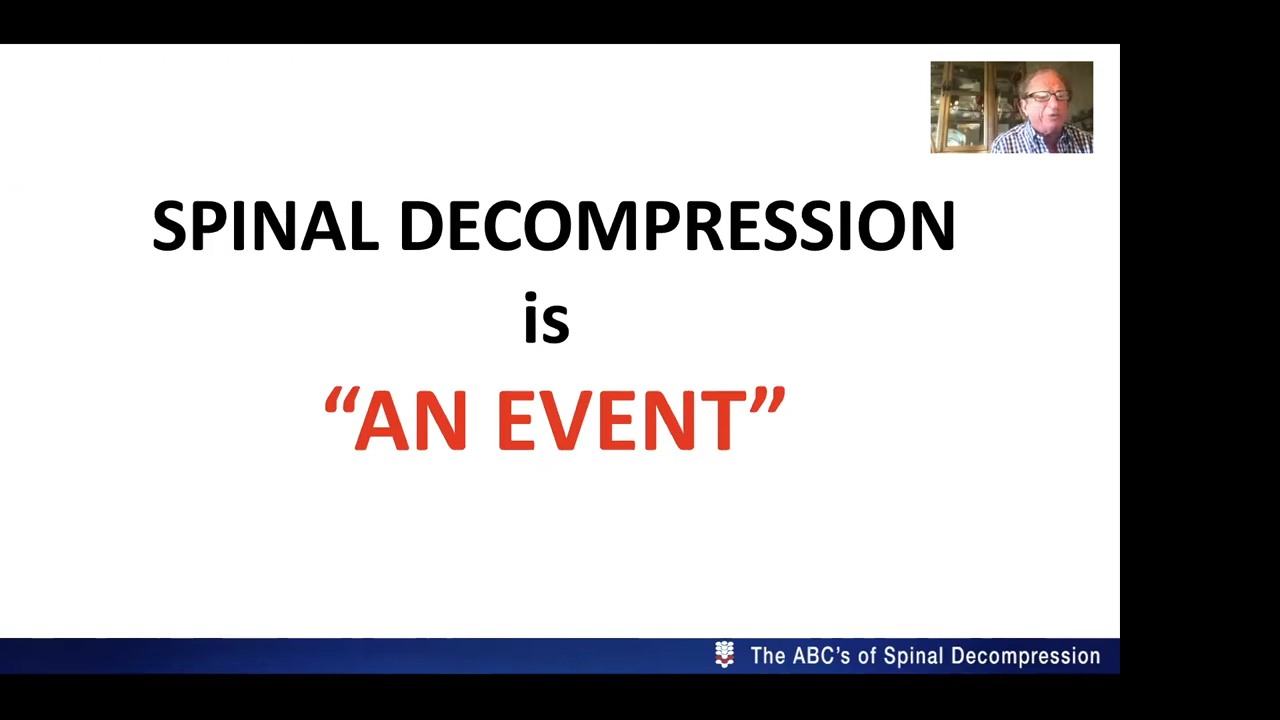 SPINAL DECOMPRESSION
is
“AN EVENT”
The ABC’s of Spinal Decompression